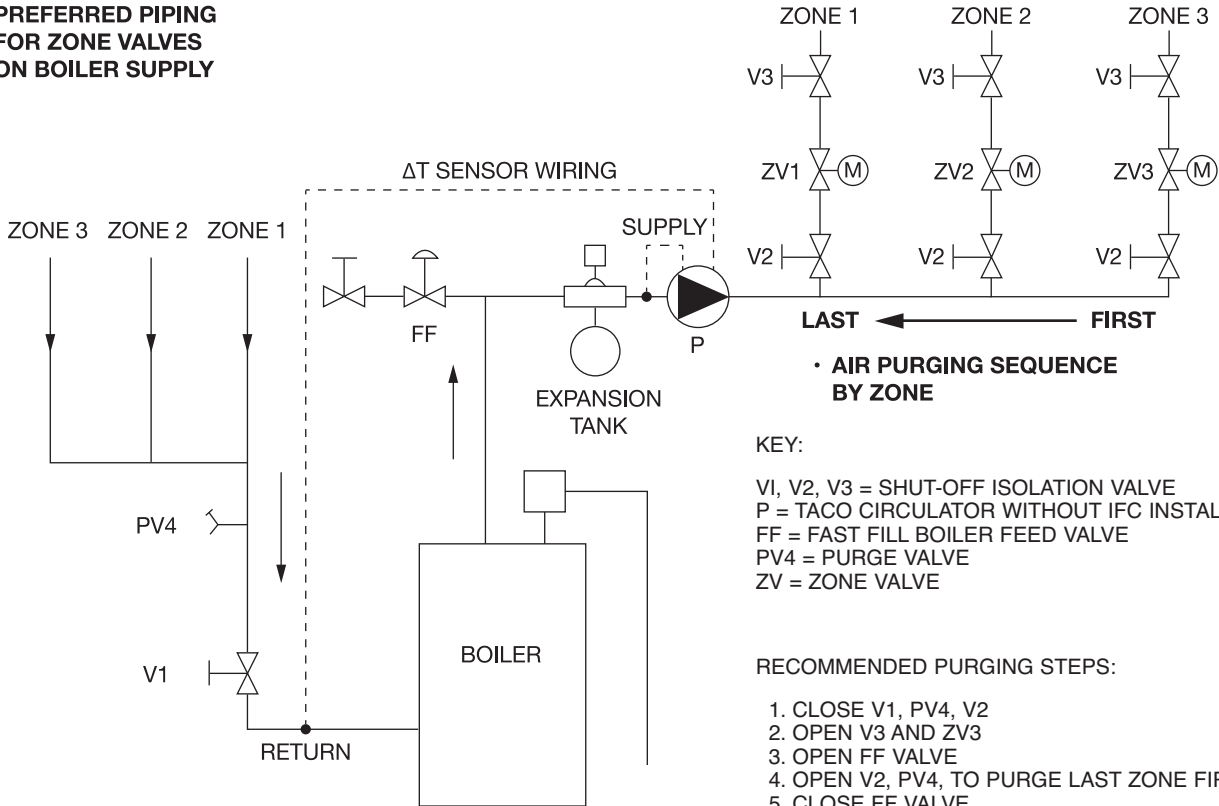 PREFERRED PIPING
FOR ZONE VALVES
ON BOILER SUPPLY
ZONE 1 ZONE 2 ZONE 3
V3 V3 V3
ΔT SENSOR WIRING
ZV1 M ZV2 M ZV3 M
ZONE 3 ZONE 2 ZONE 1
SUPPLY
V2 V2 V2
FF
P
LAST FIRST
• AIR PURGING SEQUENCE
BY ZONE
EXPANSION
TANK
KEY:
VI, V2, V3 = SHUT-OFF ISOLATION VALVE
P = TACO CIRCULATOR WITHOUT IFC INSTAL
FF = FAST FILL BOILER FEED VALVE
PV4 = PURGE VALVE
ZV = ZONE VALVE
PV4
BOILER
V1
RETURN
RECOMMENDED PURGING STEPS:
1. CLOSE V1, PV4, V2
2. OPEN V3 AND ZV3
3. OPEN FF VALVE
4. OPEN V2, PV4, TO PURGE LAST ZONE FIR
5. CLOSE FF VALVE